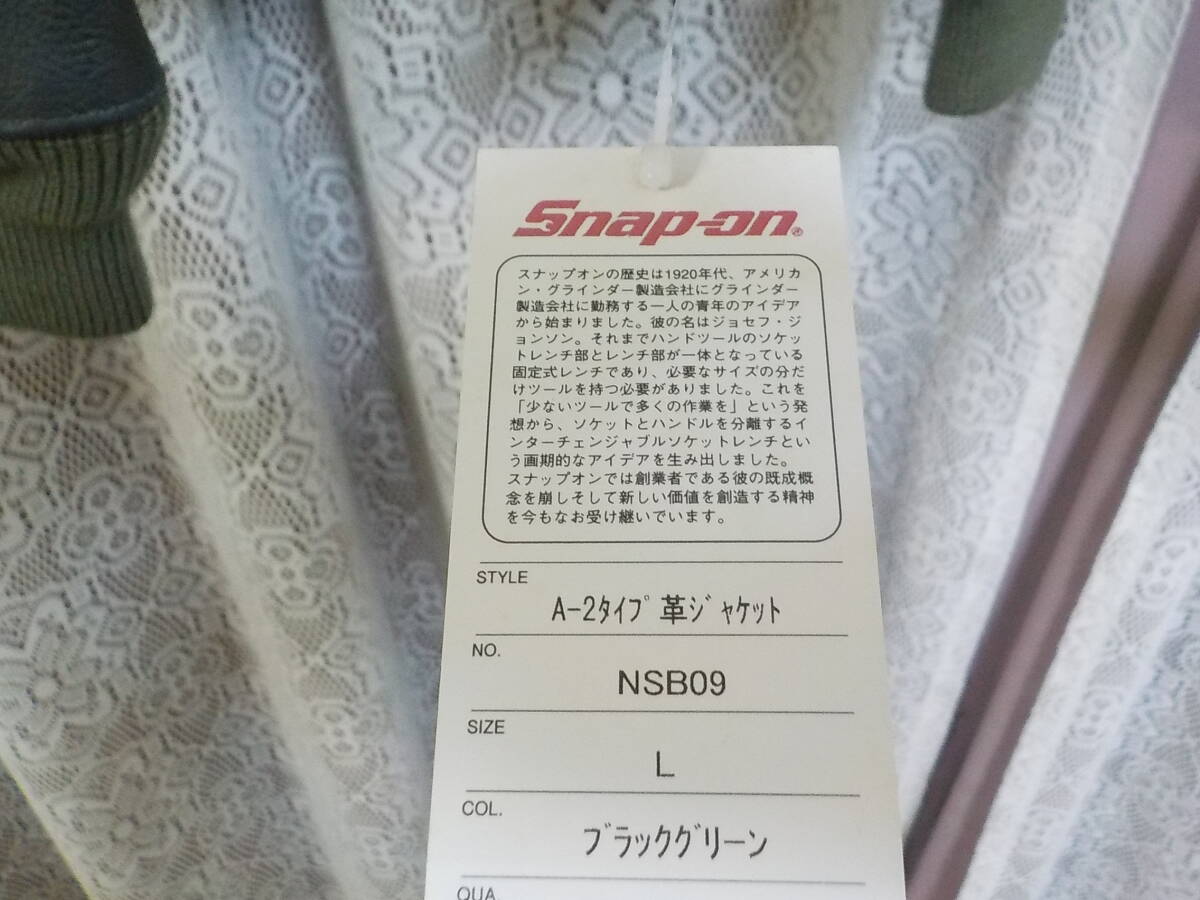 Snap-on®
スナップオンの歴史は1920年代、アメリカ
ン・グラインダー製造会社にグラインダー
製造会社に勤務する一人の青年のアイデア
から始まりました。彼の名はジョセフ・ジ
ョンソン。それまでハンドツールのソケッ
トレンチ部とレンチ部が一体となっている
固定式レンチであり、必要なサイズの分だ
けツールを持つ必要がありました。これを
「少ないツールで多くの作業を」という発
想から、ソケットとハンドルを分離するイ
ンターチェンジャブルソケットレンチとい
う画期的なアイデアを生み出しました。
スナップオンでは創業者である彼の既成概
念を崩しそして新しい価値を創造する精神
を今もなお受け継いでいます。
STYLE
A-2ﾀｲﾌﾟ 革ｼﾞｬｹｯﾄ
NO.
NSB09
SIZE
L
COL.
ﾌﾞﾗｯｸｸﾞﾘｰﾝ
QUA